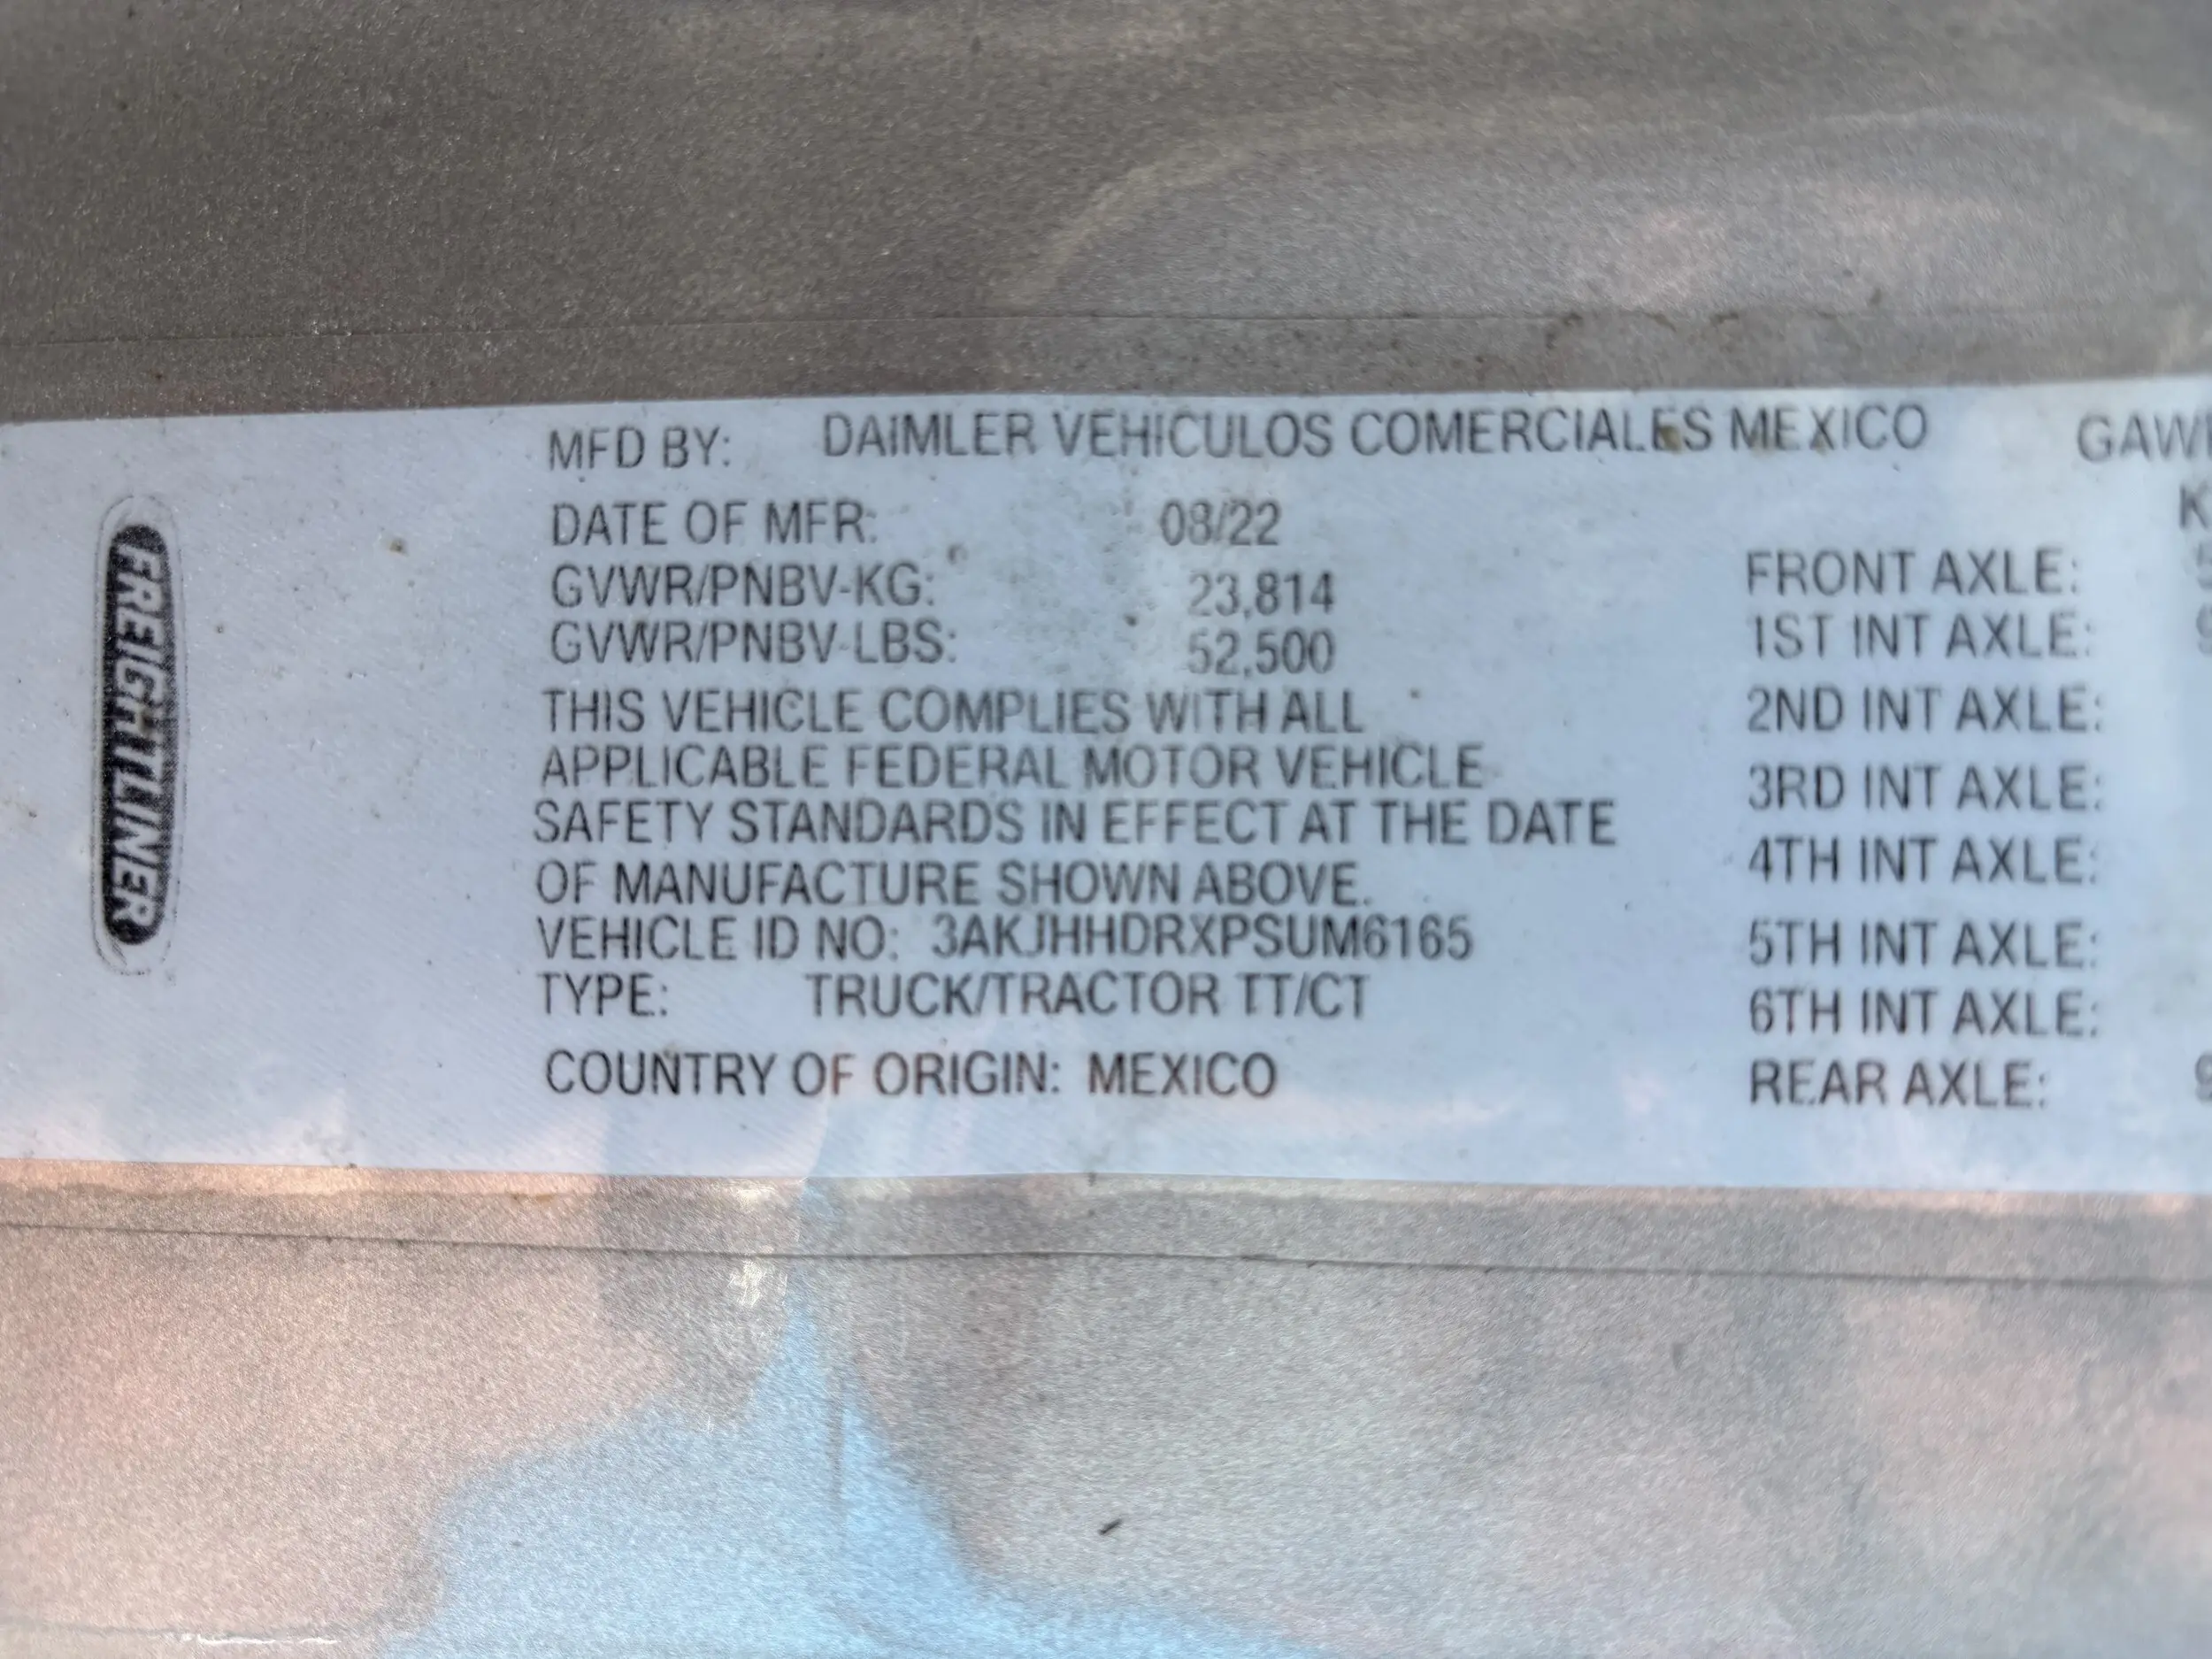 FREIGHTLINER
MFD BY: DAIMLER VEHICULOS COMERCIALES MEXICO
DATE OF MFR: 08/22
GVWR/PNBV-KG: 23,814
GVWR/PNBV-LBS: 52,500
THIS VEHICLE COMPLIES WITH ALL
APPLICABLE FEDERAL MOTOR VEHICLE
SAFETY STANDARDS IN EFFECT AT THE DATE
OF MANUFACTURE SHOWN ABOVE.
VEHICLE ID NO: 3AKJHHDRXPSUM6165
TYPE: TRUCK/TRACTOR TT/CT
COUNTRY OF ORIGIN: MEXICO
FRONT AXLE:
1ST INT AXLE:
2ND INT AXLE:
3RD INT AXLE:
4TH INT AXLE:
5TH INT AXLE:
6TH INT AXLE:
REAR AXLE: